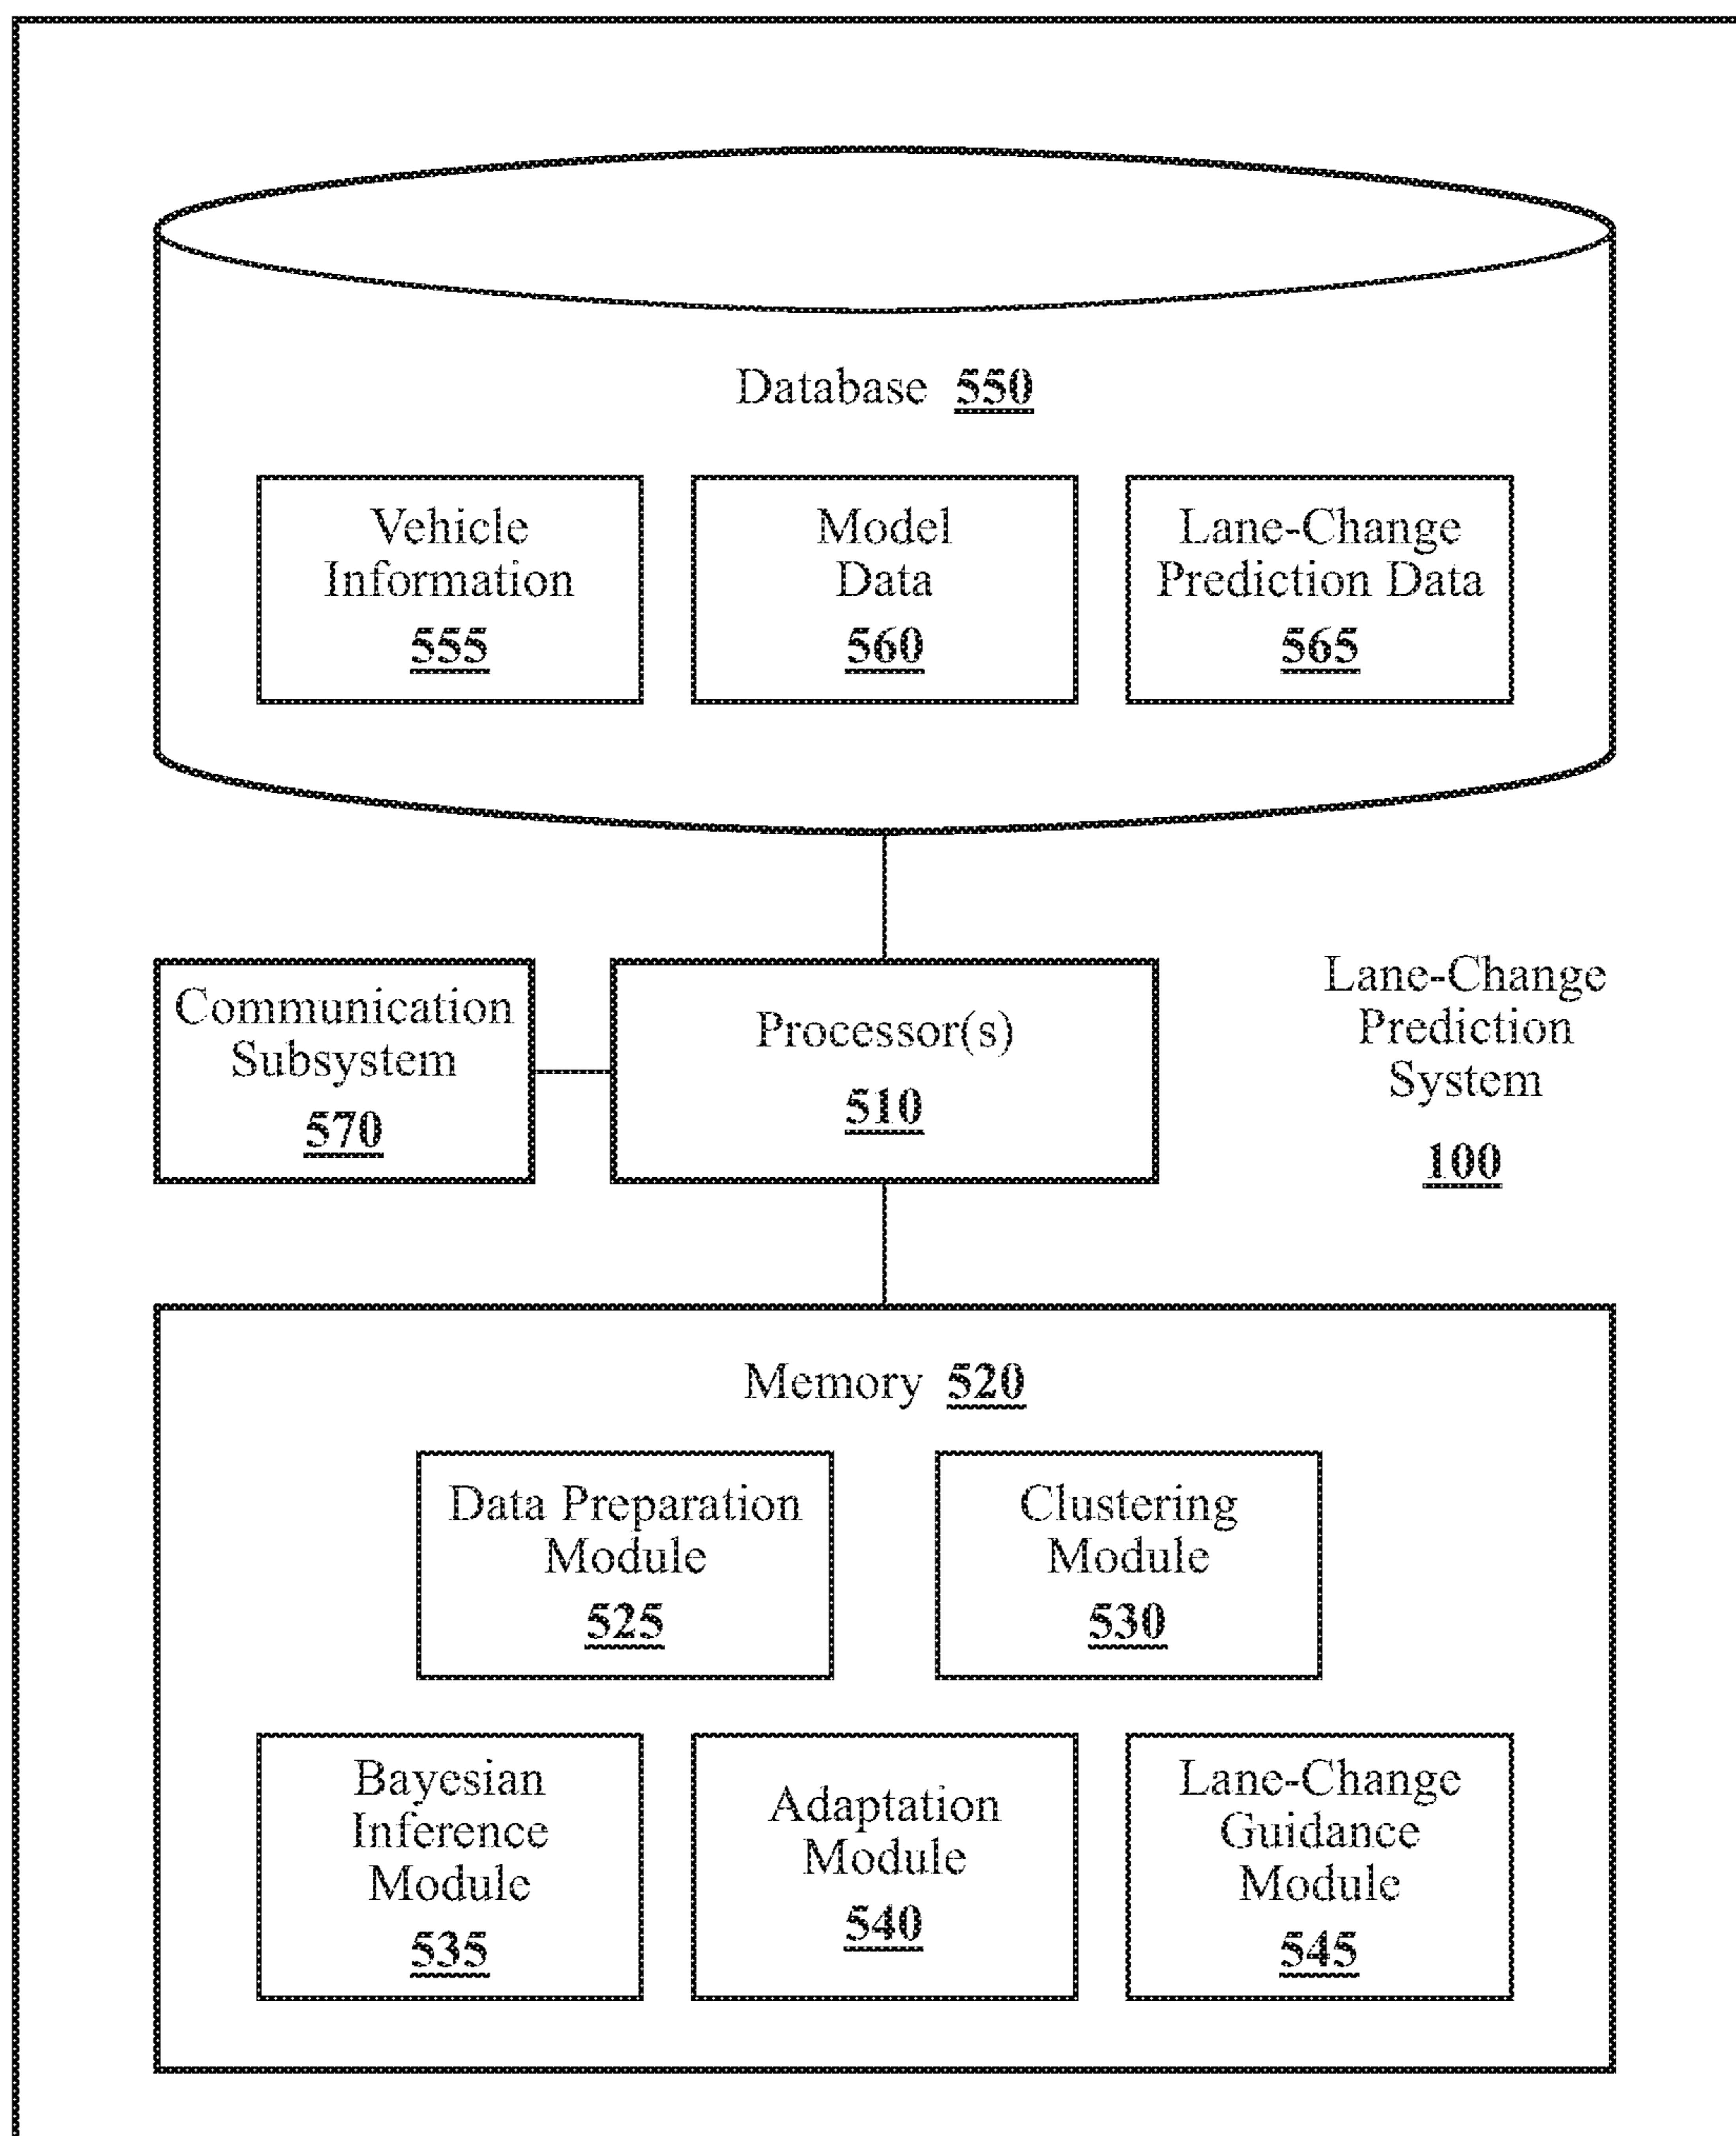 Database 550
Vehicle
Information
555
Model
Data
560
Lane-Change
Prediction Data
565
Communication
Subsystem
570
Processor(s)
510
Lane-Change
Prediction
System
100
Memory 520
Data Preparation
Module
525
Clustering
Module
530
Bayesian
Inference
Module
535
Adaptation
Module
540
Lane-Change
Guidance
Module
545